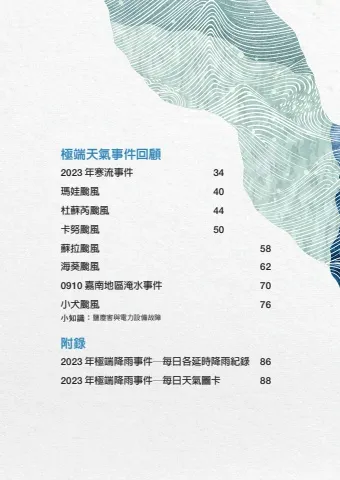 極端天氣事件回顧
2023 年寒流事件 34
瑪娃颱風 40
杜蘇芮颱風 44
卡努颱風 50
蘇拉颱風 58
海葵颱風 62
0910 嘉南地區淹水事件 70
小犬颱風 76
小知識：鹽塵害與電力設備故障
附錄
2023 年極端降雨事件─每日各延時降雨紀錄 86
2023 年極端降雨事件─每日天氣圖卡 88